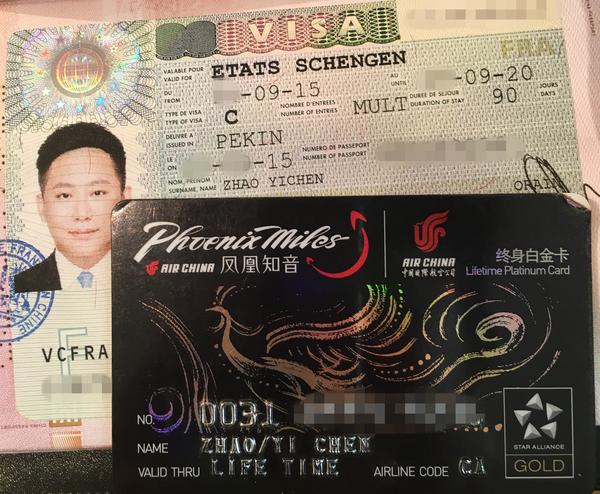 VISA
FRA
VALABLE POUR
VALID FOR
ETATS SCHENGEN
DU
FROM
-09-15
AU
UNTIL
-09-20
TYPE DE VISA
TYPE OF VISA
C
NOMBRE D'ENTREES
NUMBER OF ENTRIES
MULT
DUREE DE SEJOUR
DURATION OF STAY
90
JOURS
DAYS
DELIVRE A
ISSUED IN
PEKIN
LE
ON
-15
NUMERO DE PASSEPORT
NUMBER OF PASSPORT
NOM, PRENOM
SURNAME, NAME
ZHAO YICHEN
VCFRA
PhoenixMiles
AIR CHINA 凤凰知音
AIR CHINA
中国国際航空公司
终身白金卡
Lifetime Platinum Card
NO. 0031
NAME ZHAO/YI CHEN
VALID THRU LIFE TIME AIRLINE CODE CA
STAR ALLIANCE
GOLD